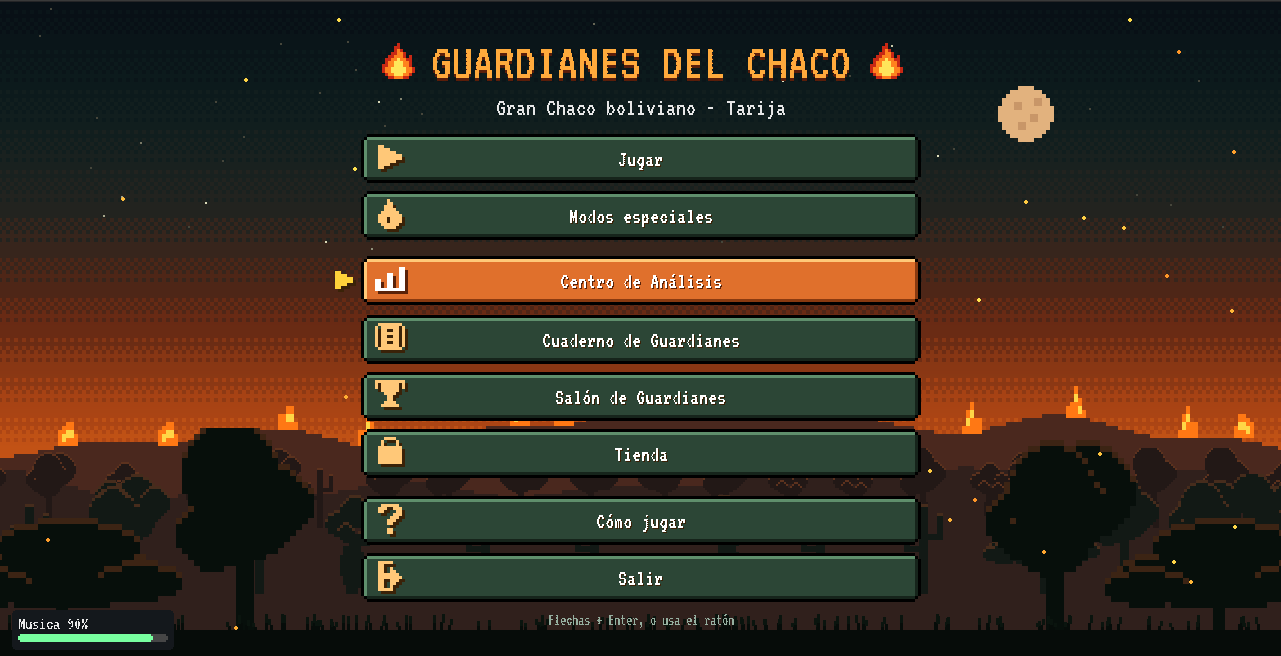 GUARDIANES DEL CHACO
Gran Chaco boliviano - Tarija
Jugar
Modos especiales
Centro de Análisis
Cuaderno de Guardianes
Salón de Guardianes
Tienda
Cómo jugar
Salir
Flechas + Enter, o usa el ratón
Musica 90%